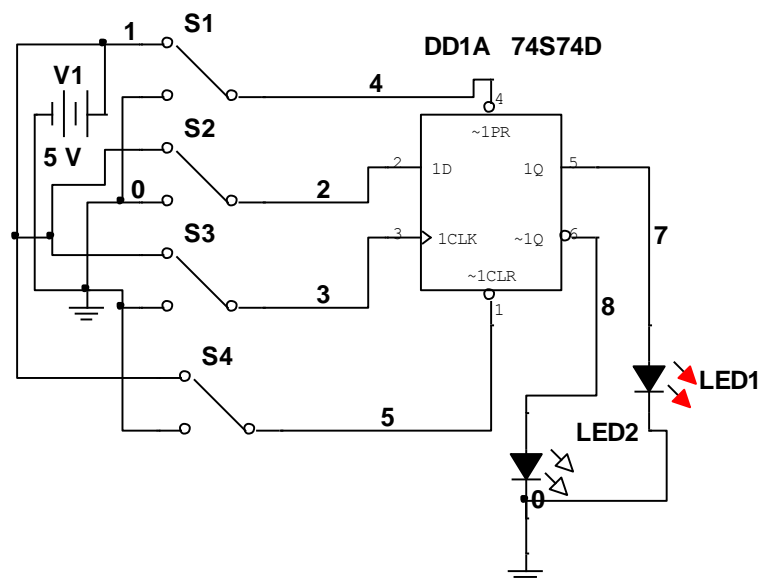 1
S1
DD1A 74S74D
V1
4
4
~1PR
5 V
S2
0
2
2
1D
1Q
5
S3
3
3
1CLK
~1Q
6
7
~1CLR
1
8
S4
5
LED1
LED2
0